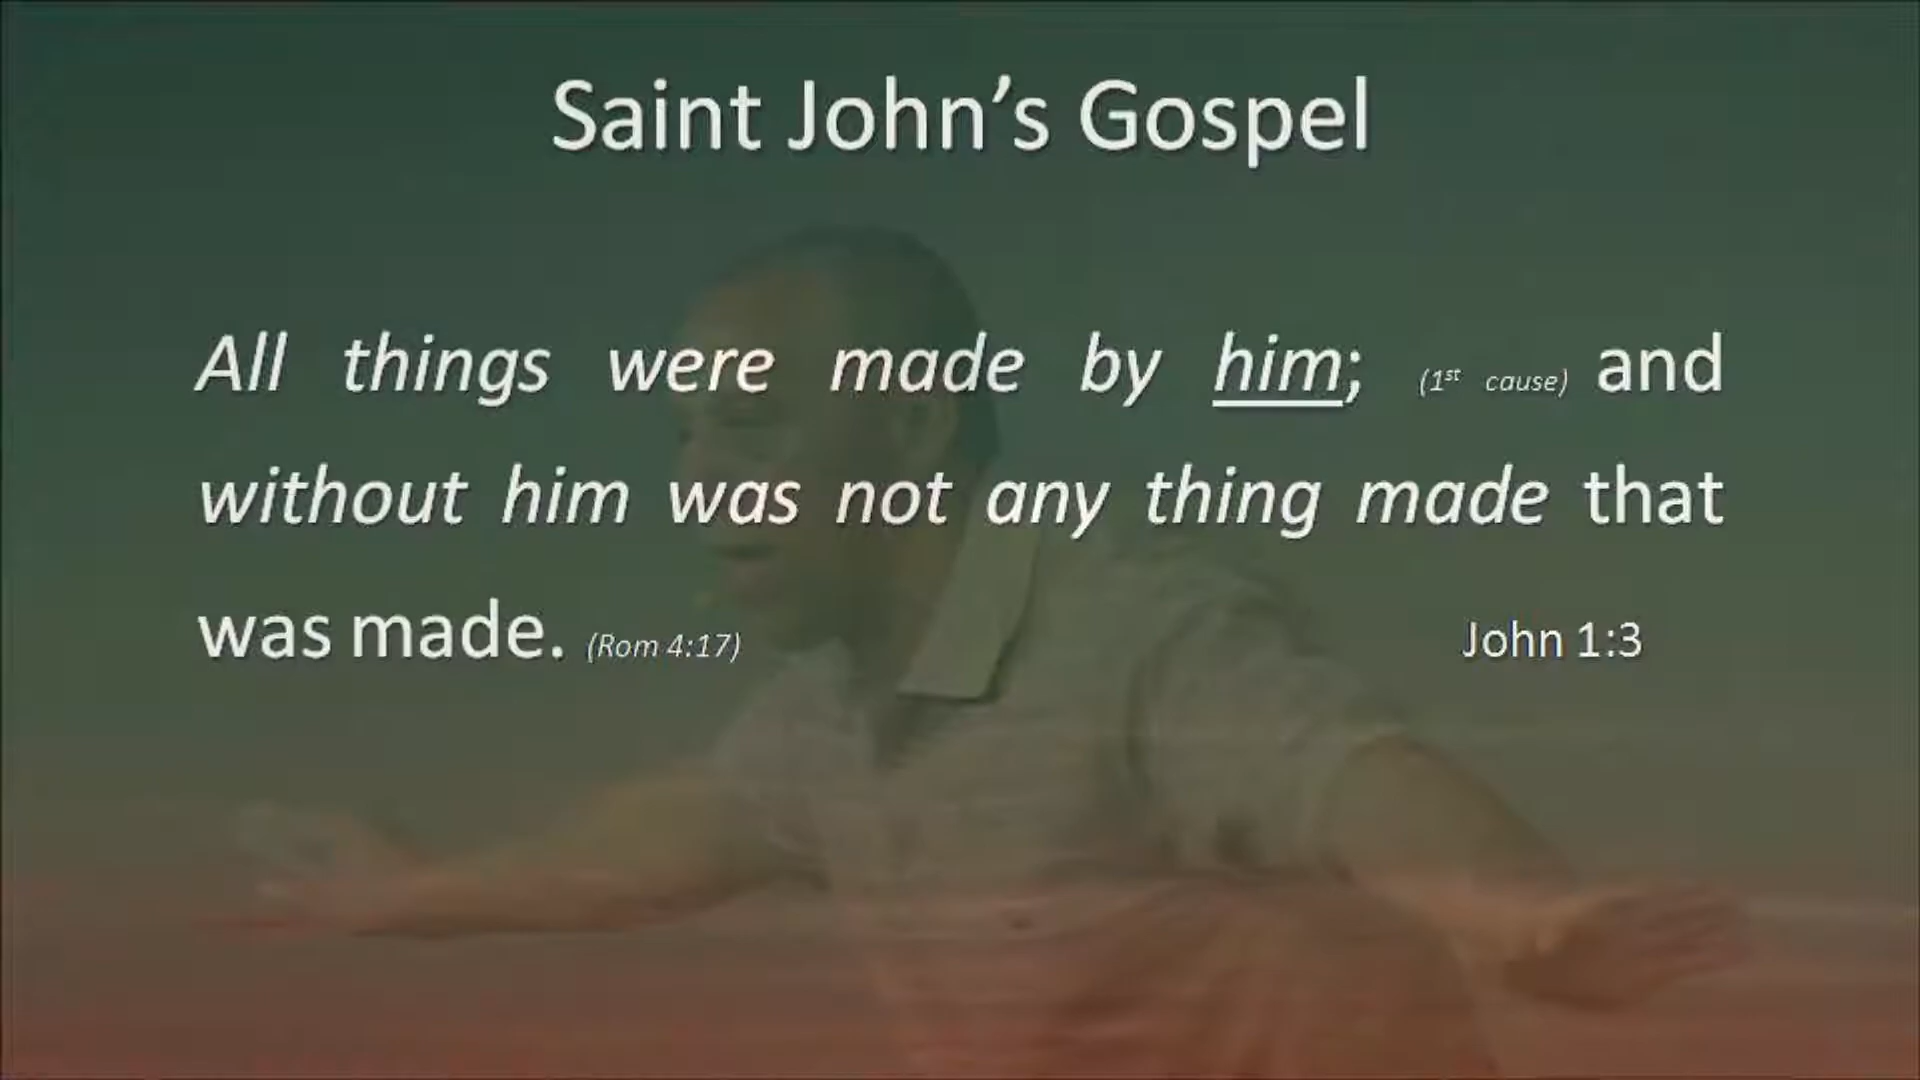 Saint John’s Gospel
All things were made by him; (1st cause) and
without him was not any thing made that
was made. (Rom 4:17) John 1:3